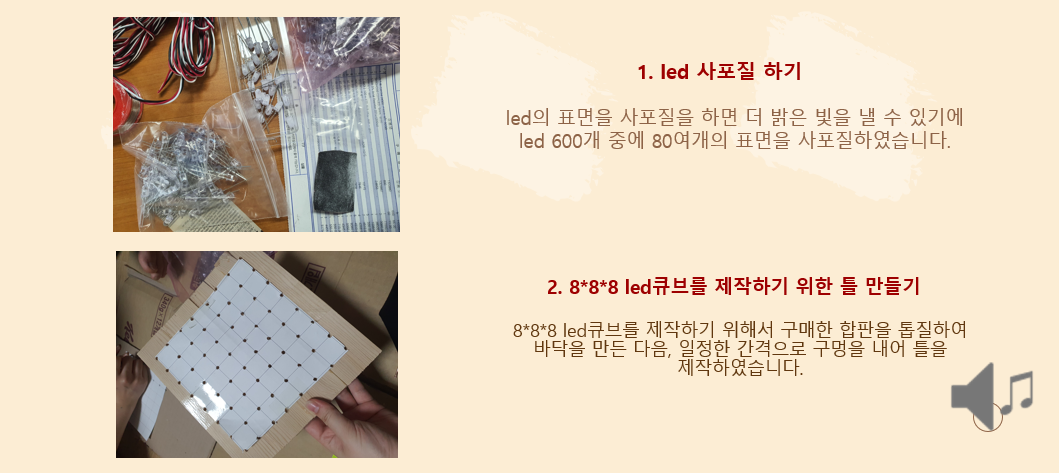 1. led 사포질 하기
led의 표면을 사포질을 하면 더 밝은 빛을 낼 수 있기에
led 600개 중에 80여개의 표면을 사포질하였습니다.
2. 8*8*8 led큐브를 제작하기 위한 틀 만들기
8*8*8 led큐브를 제작하기 위해서 구매한 합판을 톱질하여
바닥을 만든 다음, 일정한 간격으로 구멍을 내어 틀을
제작하였습니다.